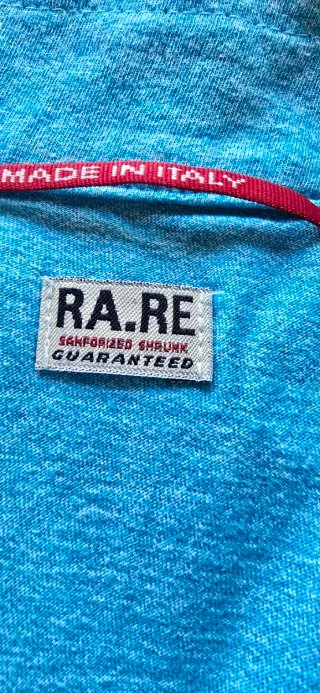 MADE IN ITALY
RA.RE
SANFORIZED SHRUNK
GUARANTEED